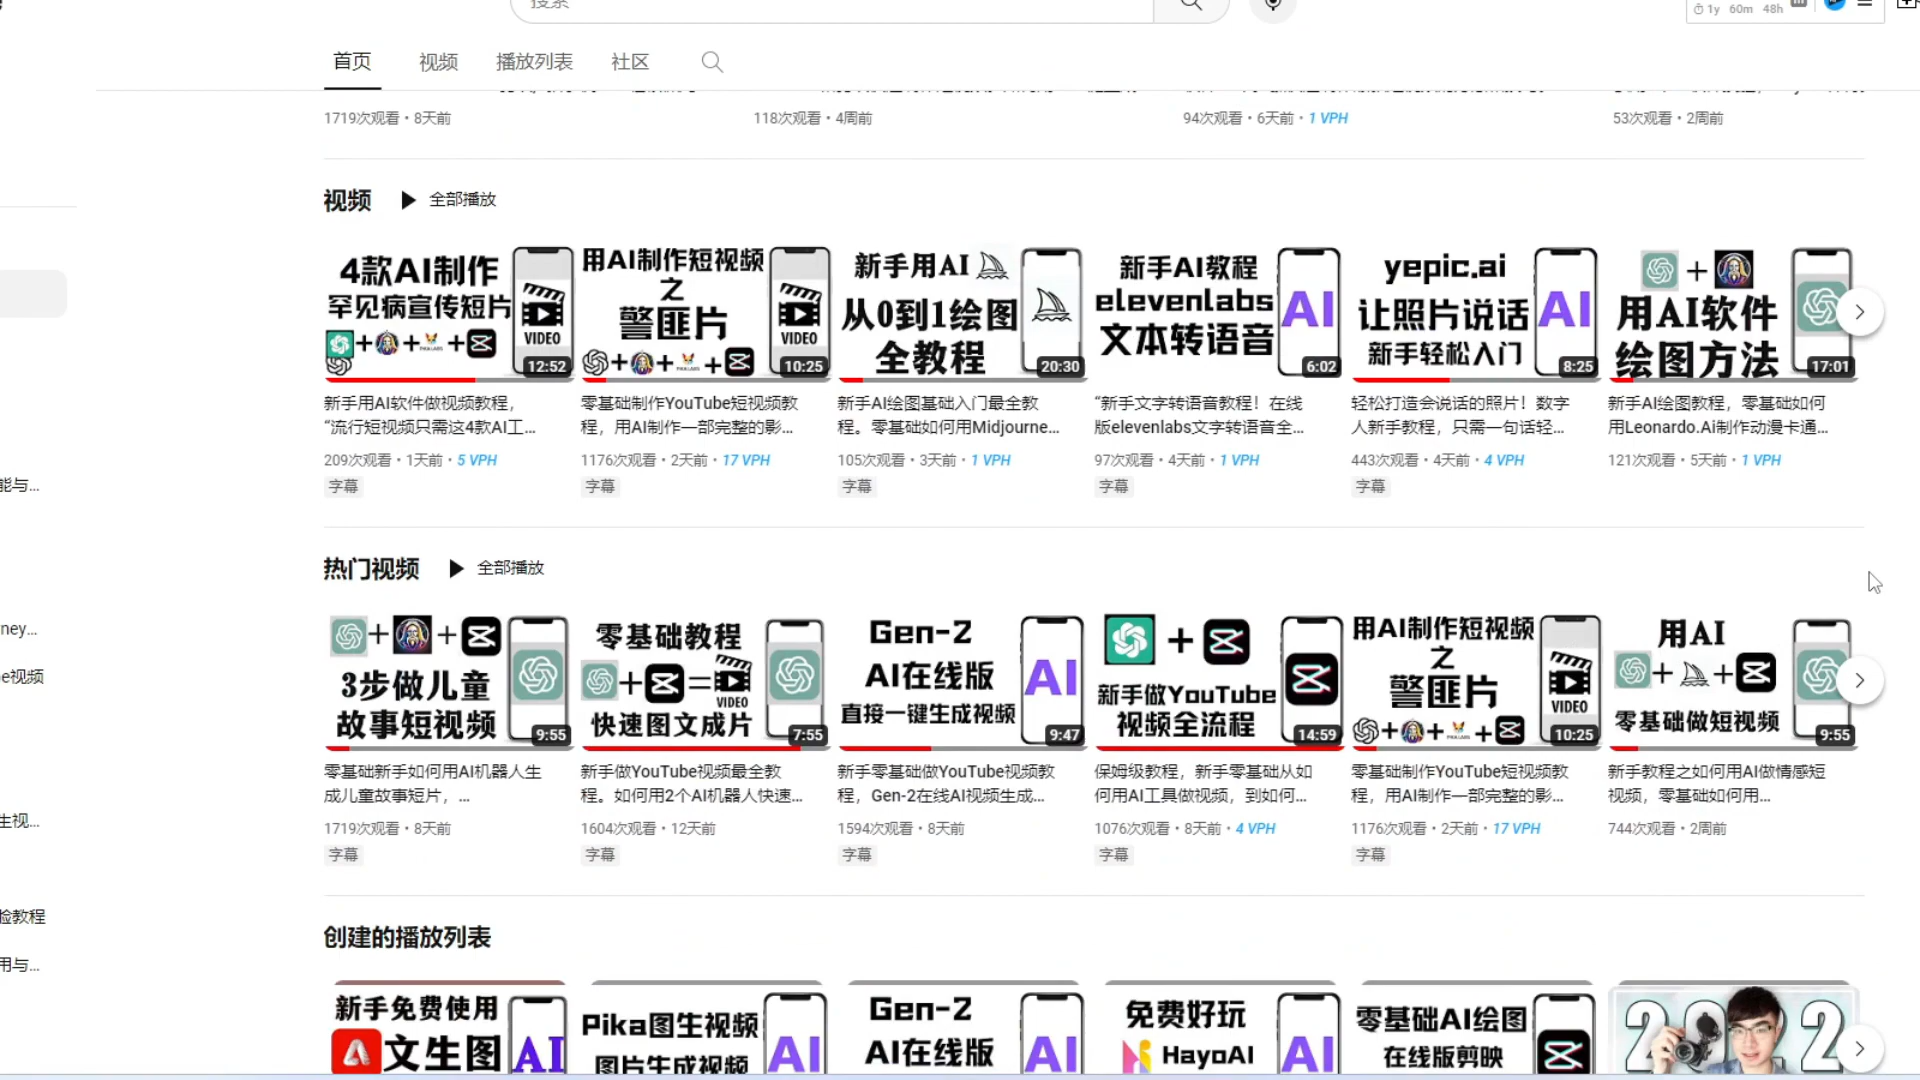 搜索
1y 60m 48h
首页 视频 播放列表 社区
1719次观看・8天前
118次观看・4周前
94次观看・6天前・1 VPH
53次观看・2周前
视频 全部播放
4款AI制作
罕见病宣传短片
VIDEO
12:52
用AI制作短视频
之
警匪片
VIDEO
10:25
新手用AI
从0到1绘图
全教程
20:30
新手AI教程
elevenlabs
文本转语音
AI
6:02
yepic.ai
让照片说话
新手轻松入门
AI
8:25
用AI软件
绘图方法
17:01
新手用AI软件做视频教程,
“流行短视频只需这4款AI工...
209次观看・1天前・5 VPH
字幕
零基础制作YouTube短视频教
程，用AI制作一部完整的影...
1176次观看・2天前・17 VPH
字幕
新手AI绘图基础入门最全教
程。零基础如何用Midjourne...
105次观看・3天前・1 VPH
字幕
“新手文字转语音教程！在线
版elevenlabs文字转语音全...
97次观看・4天前・1 VPH
字幕
轻松打造会说话的照片！数字
人新手教程，只需一句话轻...
443次观看・4天前・4 VPH
字幕
新手AI绘图教程，零基础如何
用Leonardo.Ai制作动漫卡通...
121次观看・5天前・1 VPH
能与...
ney...
e视频
生视...
验教程
用与...
热门视频 全部播放
3步做儿童
故事短视频
9:55
零基础教程
VIDEO
快速图文成片
7:55
Gen-2
AI在线版
直接一键生成视频
AI
9:47
新手做YouTube
视频全流程
14:59
用AI制作短视频
之
警匪片
VIDEO
10:25
用AI
零基础做短视频
9:55
零基础新手如何用AI机器人生
成儿童故事短片，...
1719次观看・8天前
字幕
新手做YouTube视频最全教
程。如何用2个AI机器人快速...
1604次观看・12天前
字幕
新手零基础做YouTube视频教
程，Gen-2在线AI视频生成...
1594次观看・8天前
字幕
保姆级教程，新手零基础从如
何用AI工具做视频，到如何...
1076次观看・8天前・4 VPH
字幕
零基础制作YouTube短视频教
程，用AI制作一部完整的影...
1176次观看・2天前・17 VPH
字幕
新手教程之如何用AI做情感短
视频，零基础如何用...
744次观看・2周前
创建的播放列表
新手免费使用
文生图
AI
Pika图生视频
图片生成视频
AI
Gen-2
AI在线版
AI
免费好玩
HayoAI
AI
零基础AI绘图
在线版剪映